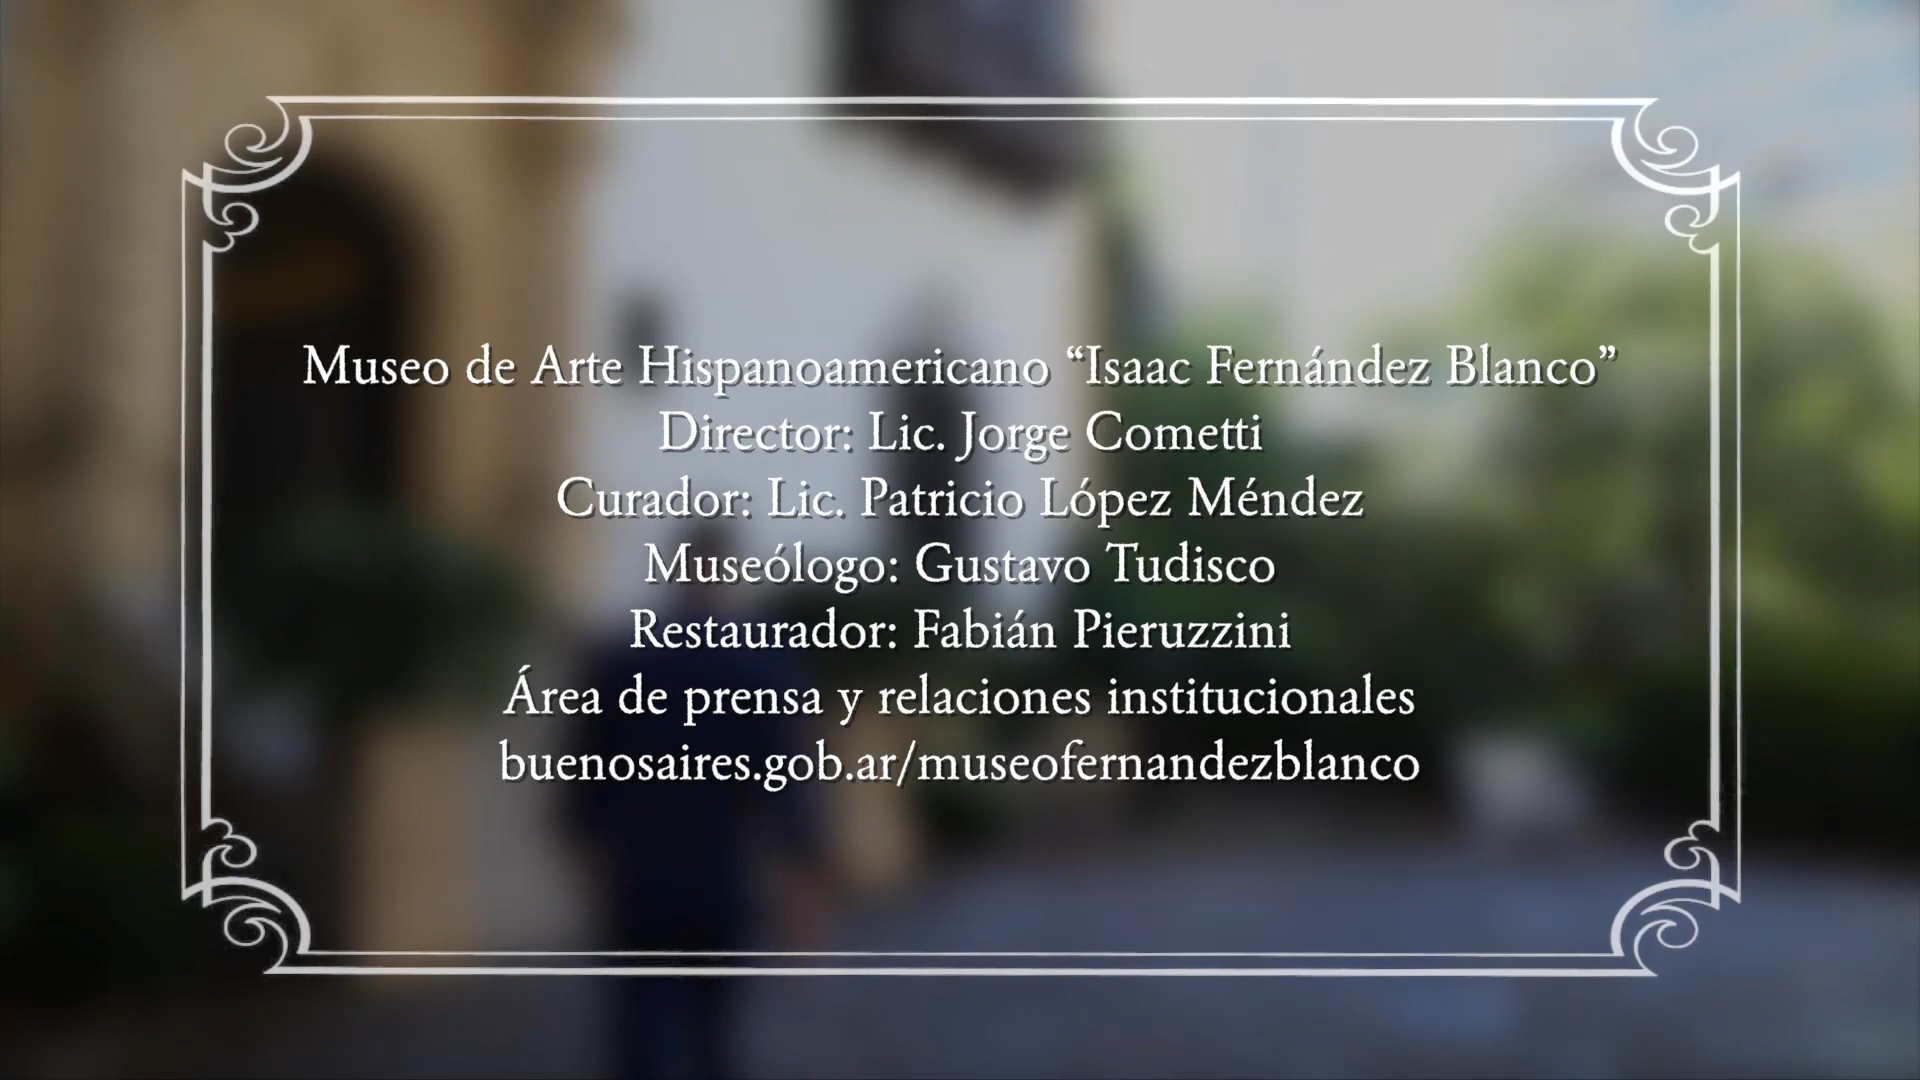 Museo de Arte Hispanoamericano “Isaac Fernández Blanco”
Director: Lic. Jorge Cometti
Curador: Lic. Patricio López Méndez
Museólogo: Gustavo Tudisco
Restaurador: Fabián Pieruzzini
Área de prensa y relaciones institucionales
buenosaires.gob.ar/museofernandezblanco